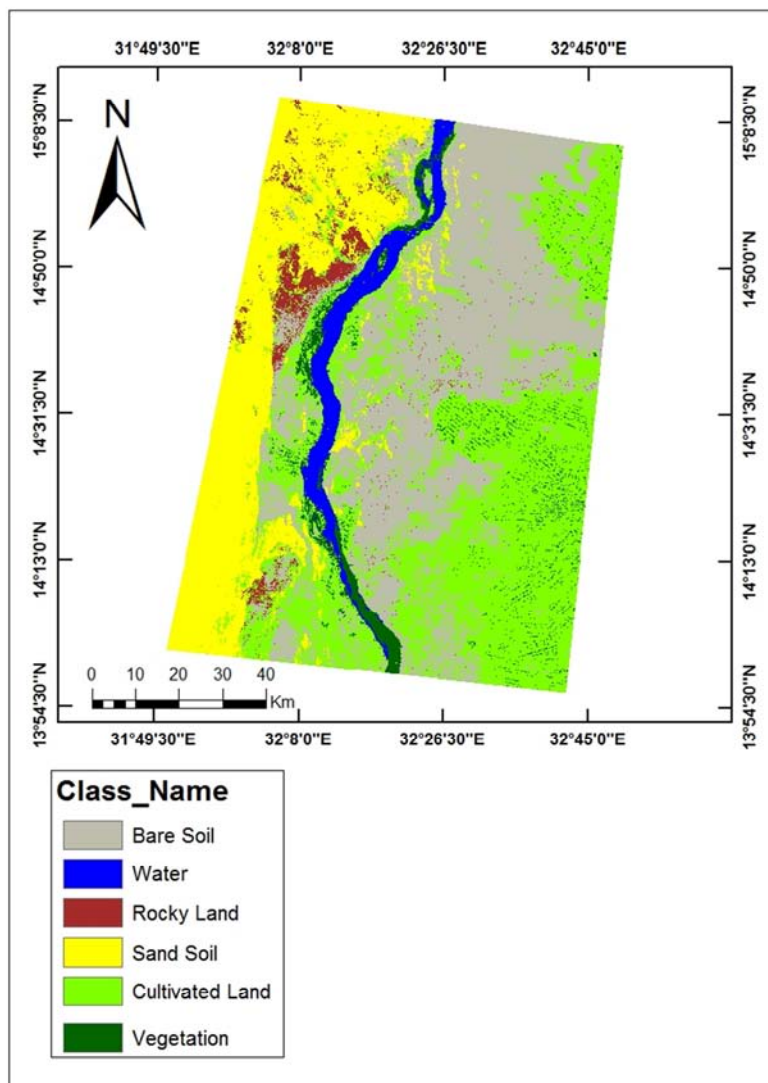 31°49'30"E 32°8'0"E 32°26'30"E 32°45'0"E
N
15°8'30"N 15°8'30"N
14°50'0"N 14°50'0"N
14°31'30"N 14°31'30"N
14°13'0"N 14°13'0"N
13°54'30"N 13°54'30"N
0 5 10 20 30 40
Km
31°49'30"E 32°8'0"E 32°26'30"E 32°45'0"E
Class_Name
Bare Soil
Water
Rocky Land
Sand Soil
Cultivated Land
Vegetation